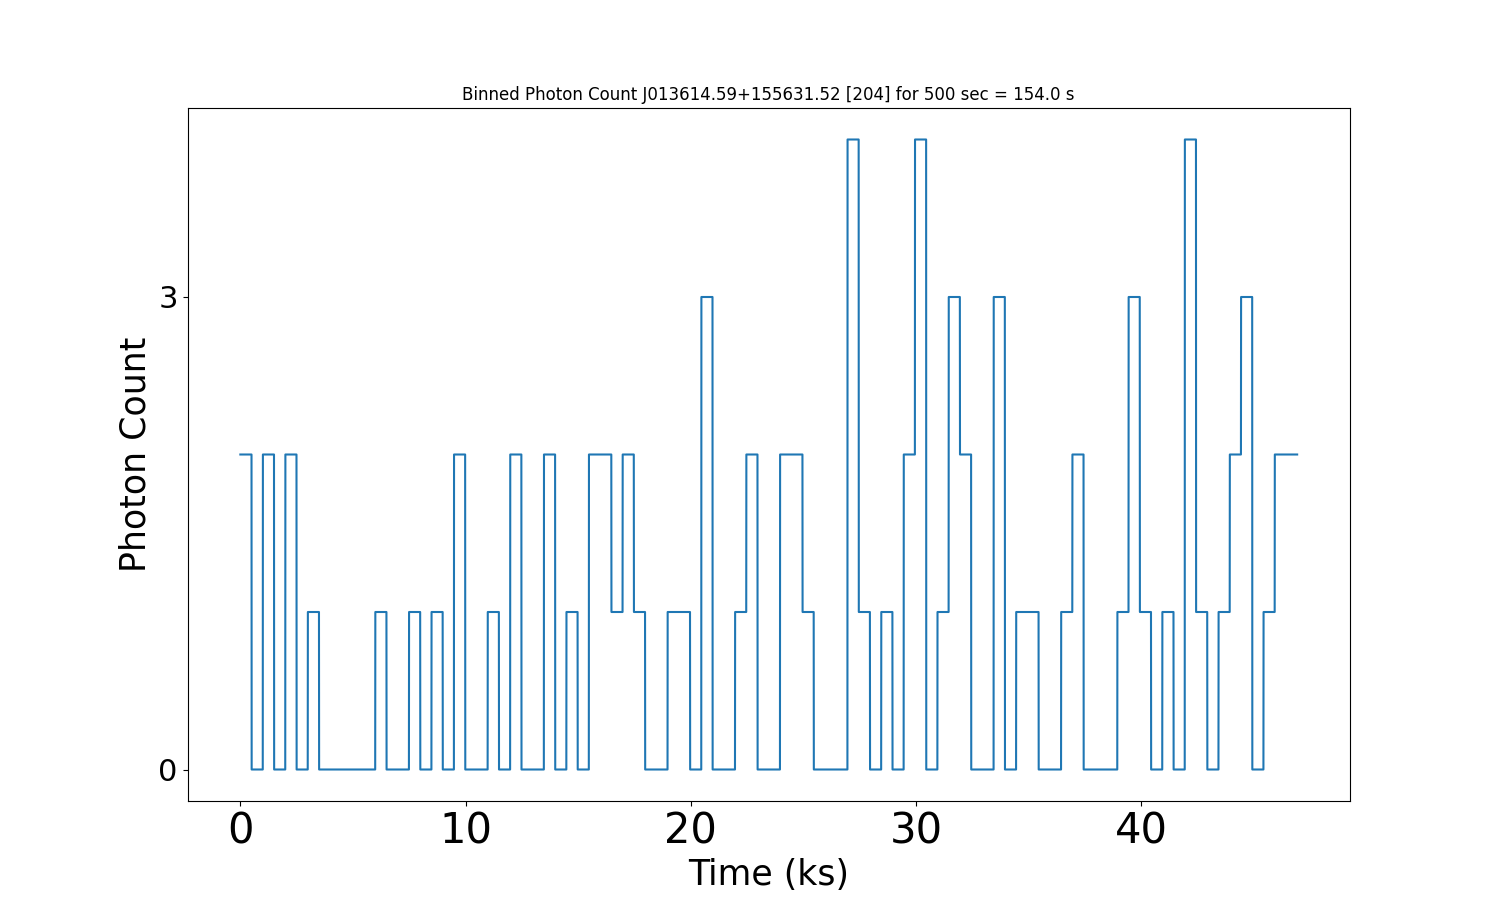 Binned Photon Count J013614.59+155631.52 [204] for 500 sec = 154.0 s
Photon Count
3
0
0 10 20 30 40
Time (ks)